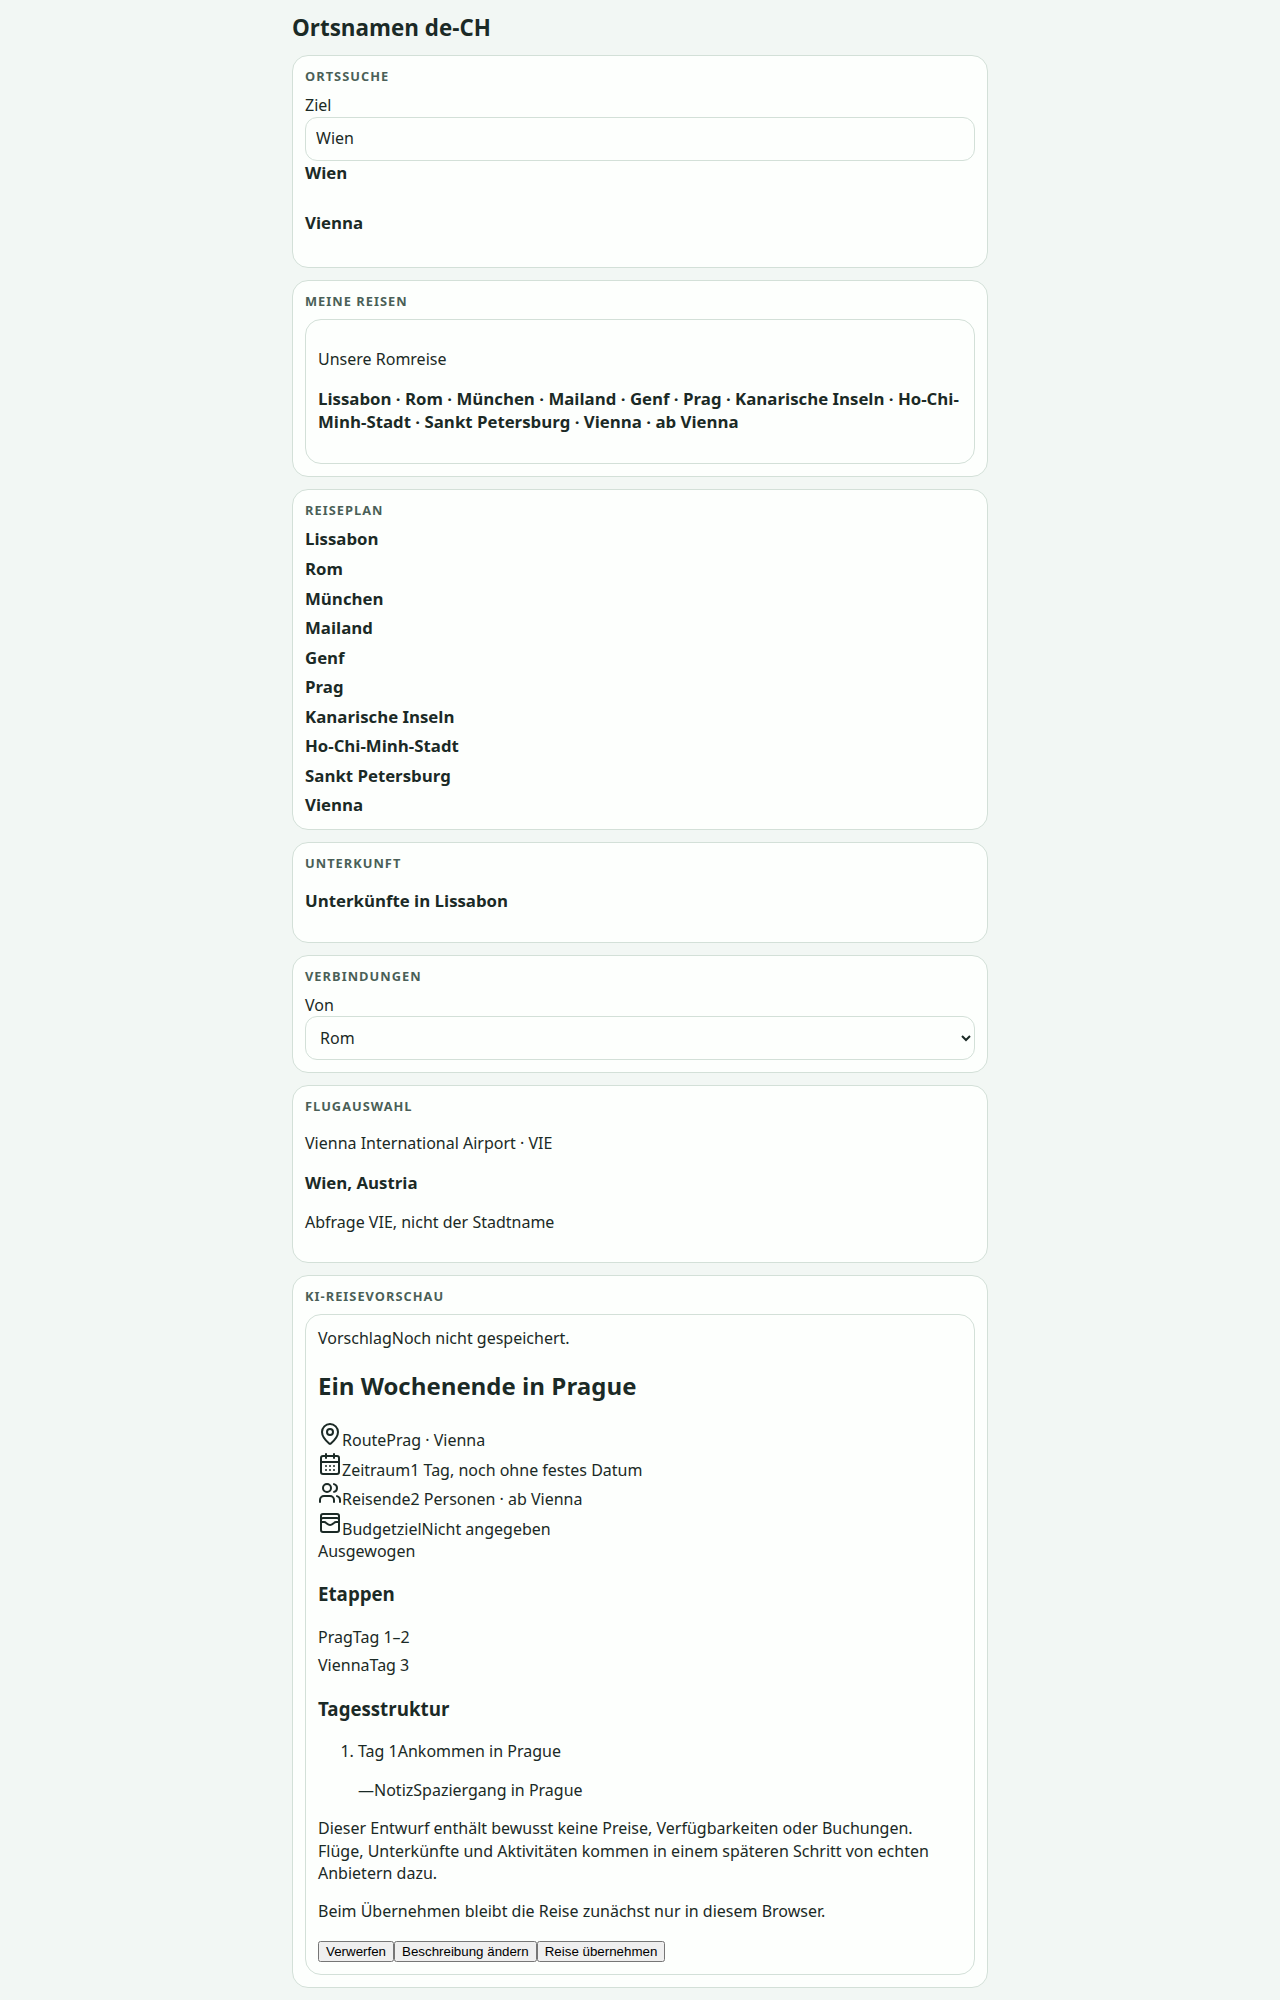 Ortsnamen de-CH
ORTSSUCHE
Ziel
Wien
Wien
Vienna
MEINE REISEN
Unsere Romreise
Lissabon · Rom · München · Mailand · Genf · Prag · Kanarische Inseln · Ho-Chi-
Minh-Stadt · Sankt Petersburg · Vienna · ab Vienna
REISEPLAN
Lissabon
Rom
München
Mailand
Genf
Prag
Kanarische Inseln
Ho-Chi-Minh-Stadt
Sankt Petersburg
Vienna
UNTERKUNFT
Unterkünfte in Lissabon
VERBINDUNGEN
Von
Rom
FLUGAUSWAHL
Vienna International Airport · VIE
Wien, Austria
Abfrage VIE, nicht der Stadtname
KI-REISEVORSCHAU
VorschlagNoch nicht gespeichert.
Ein Wochenende in Prague
RoutePrag · Vienna
Zeitraum1 Tag, noch ohne festes Datum
Reisende2 Personen · ab Vienna
BudgetzielNicht angegeben
Ausgewogen
Etappen
PragTag 1–2
ViennaTag 3
Tagesstruktur
1. Tag 1Ankommen in Prague
—NotizSpaziergang in Prague
Dieser Entwurf enthält bewusst keine Preise, Verfügbarkeiten oder Buchungen.
Flüge, Unterkünfte und Aktivitäten kommen in einem späteren Schritt von echten
Anbietern dazu.
Beim Übernehmen bleibt die Reise zunächst nur in diesem Browser.
Verwerfen Beschreibung ändern Reise übernehmen